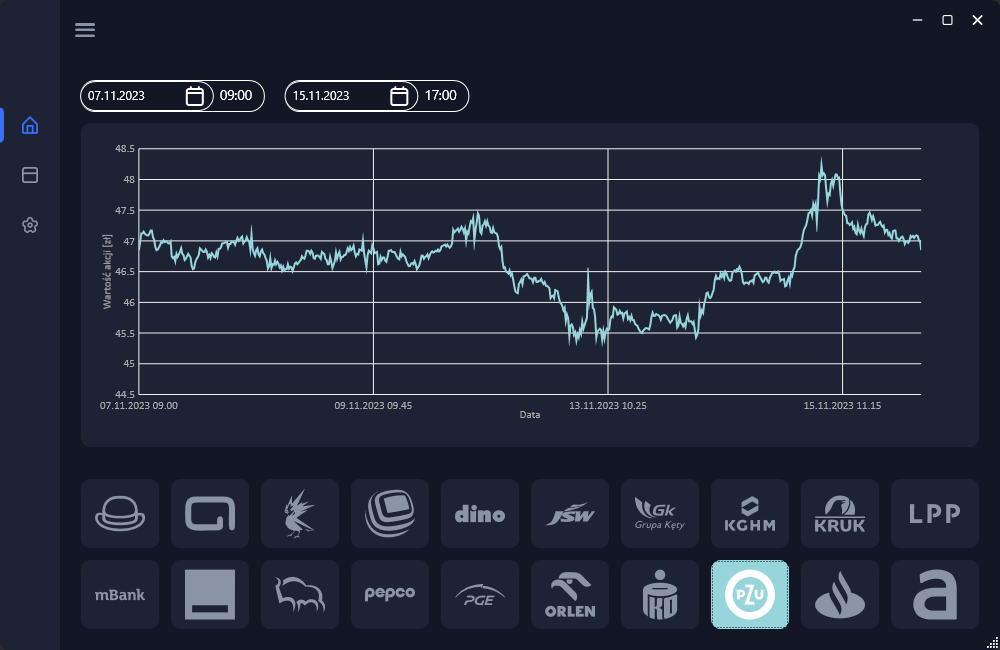 07.11.2023 09:00 15.11.2023 17:00
48.5
48
47.5
47
46.5
46
45.5
45
44.5
Wartość akcji [zł]
07.11.2023 09.00 09.11.2023 09.45 13.11.2023 10.25 15.11.2023 11.15
Data
dino JSW Gk KGHM KRUK LPP
Grupa Kęty
mBank pepco PGE ORLEN PKO PZU a